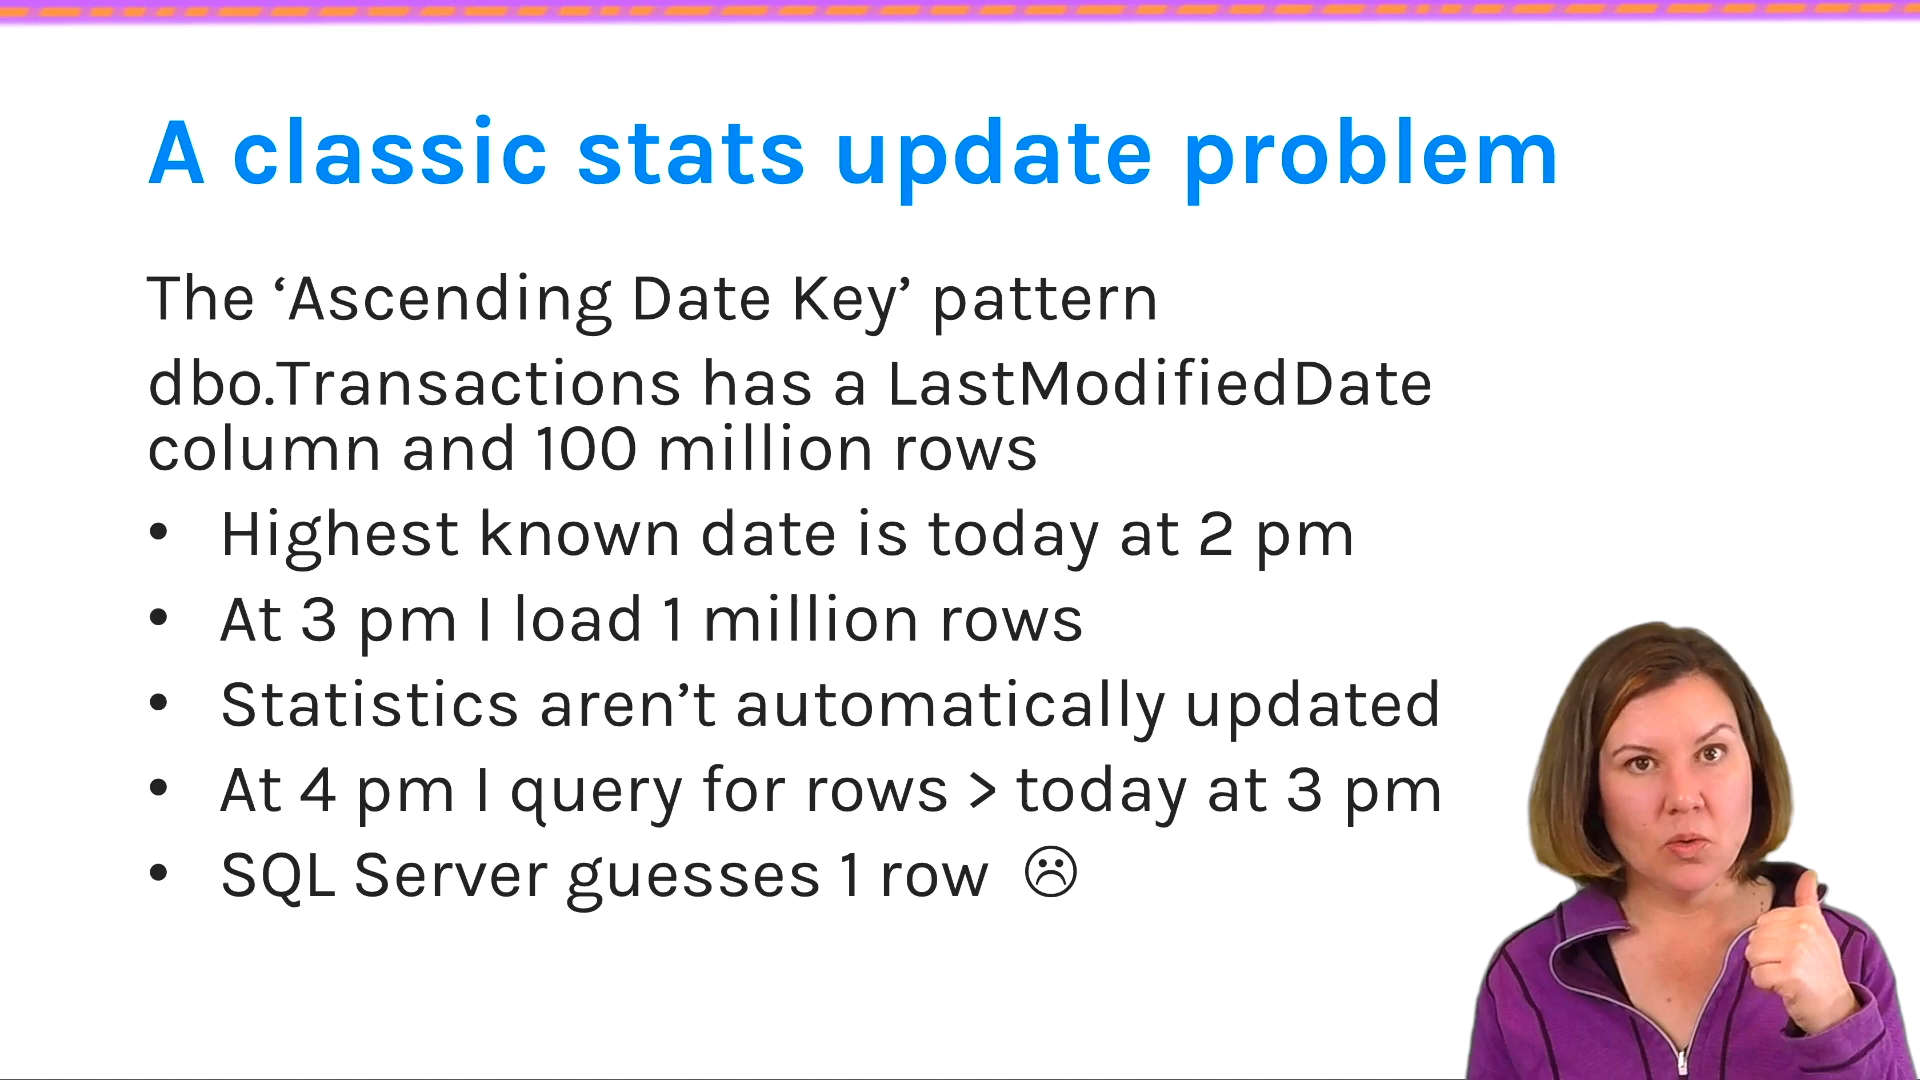 A classic stats update problem
The ‘Ascending Date Key’ pattern
dbo.Transactions has a LastModifiedDate
column and 100 million rows
• Highest known date is today at 2 pm
• At 3 pm I load 1 million rows
• Statistics aren’t automatically updated
• At 4 pm I query for rows > today at 3 pm
• SQL Server guesses 1 row ☹